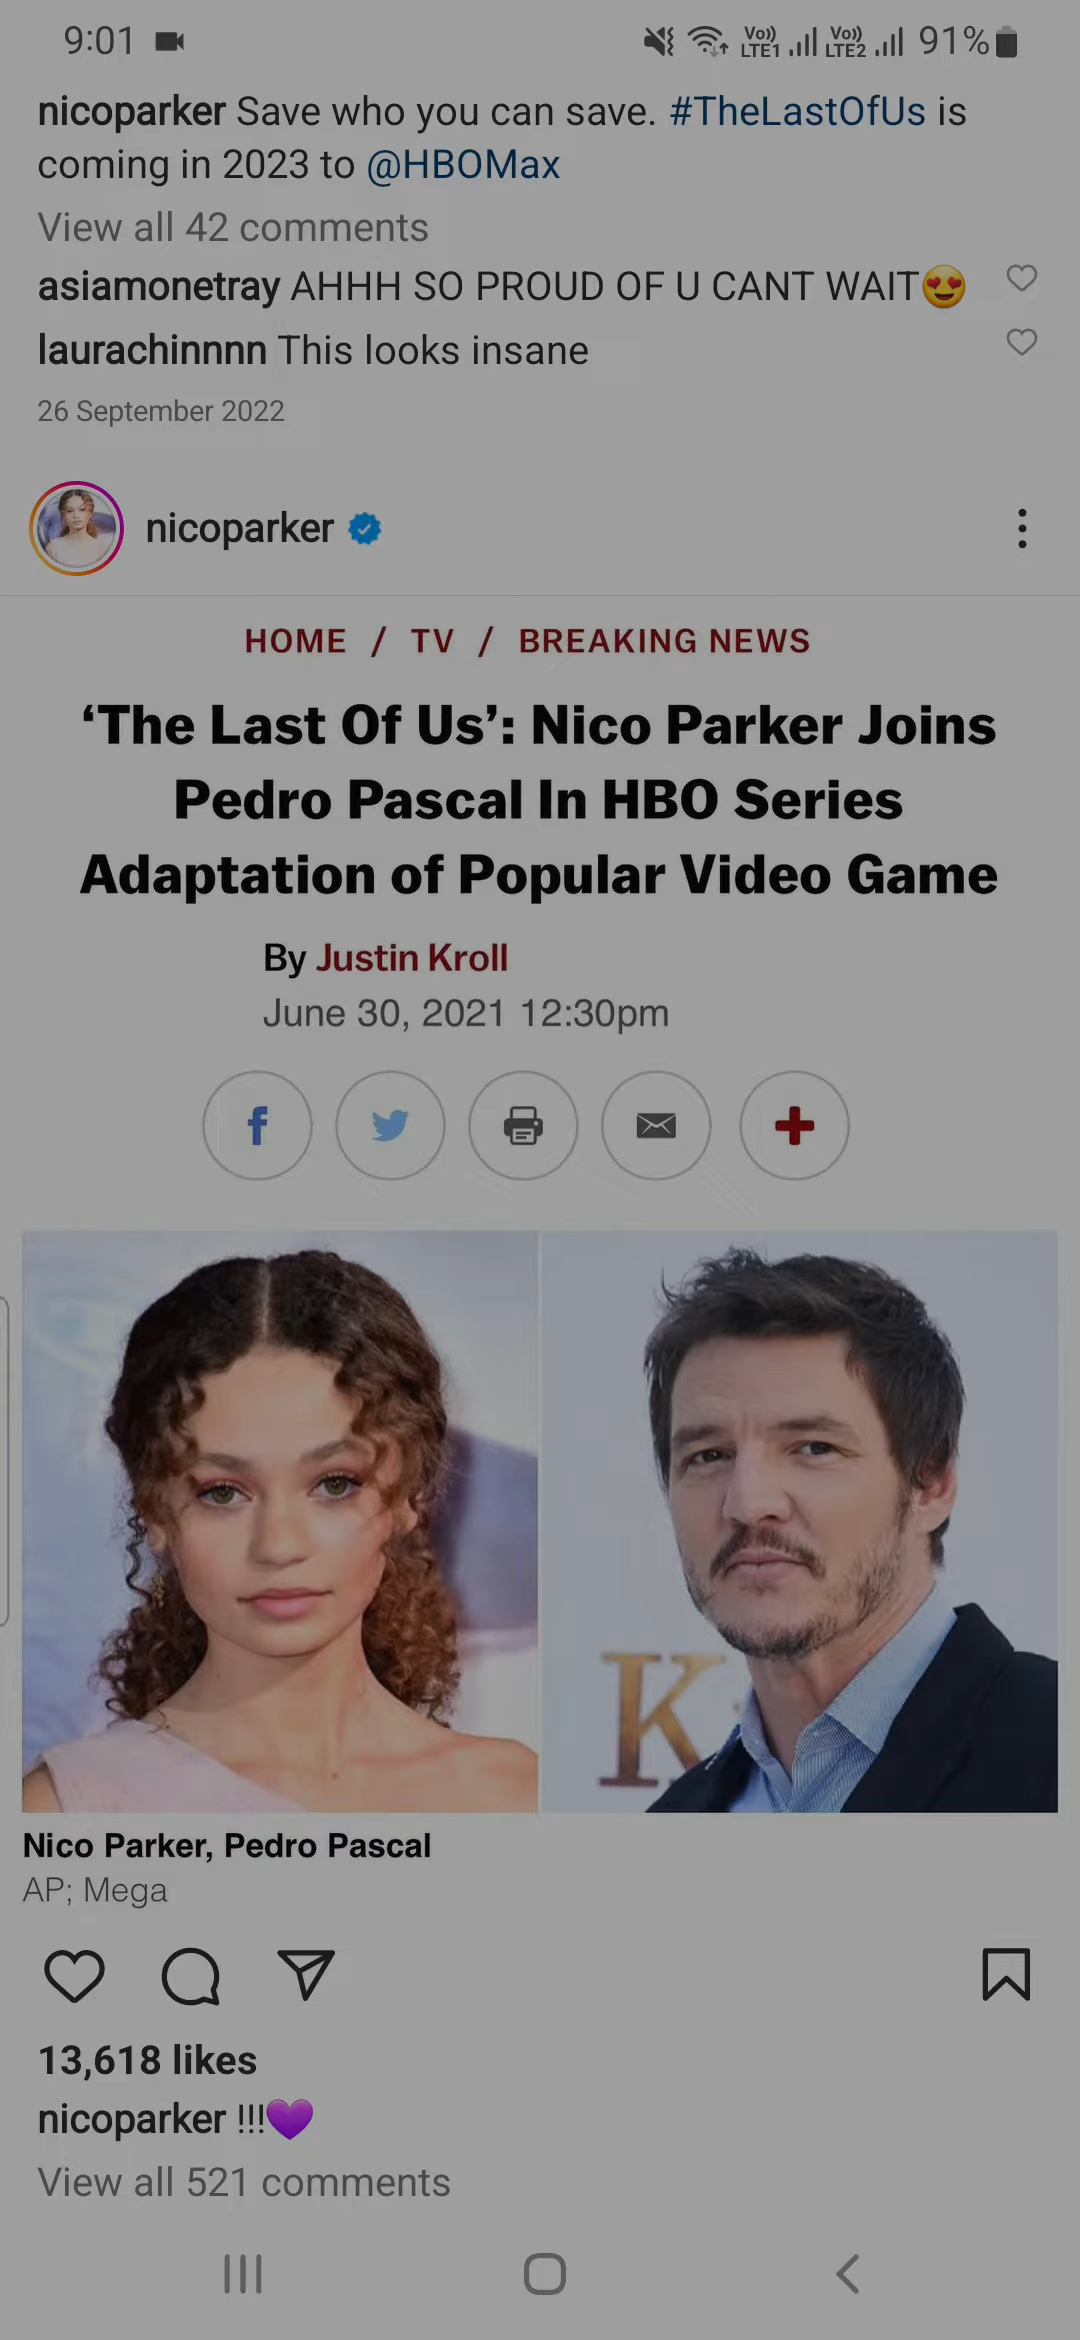 9:01
Vo)) LTE1 Vo)) LTE2 91%
nicoparker Save who you can save. #TheLastOfUs is
coming in 2023 to @HBOMax
View all 42 comments
asiamonetray AHHH SO PROUD OF U CANT WAIT😍
laurachinnnn This looks insane
26 September 2022
nicoparker
HOME / TV / BREAKING NEWS
‘The Last Of Us’: Nico Parker Joins
Pedro Pascal In HBO Series
Adaptation of Popular Video Game
By Justin Kroll
June 30, 2021 12:30pm
K
Nico Parker, Pedro Pascal
AP; Mega
13,618 likes
nicoparker !!!💜
View all 521 comments